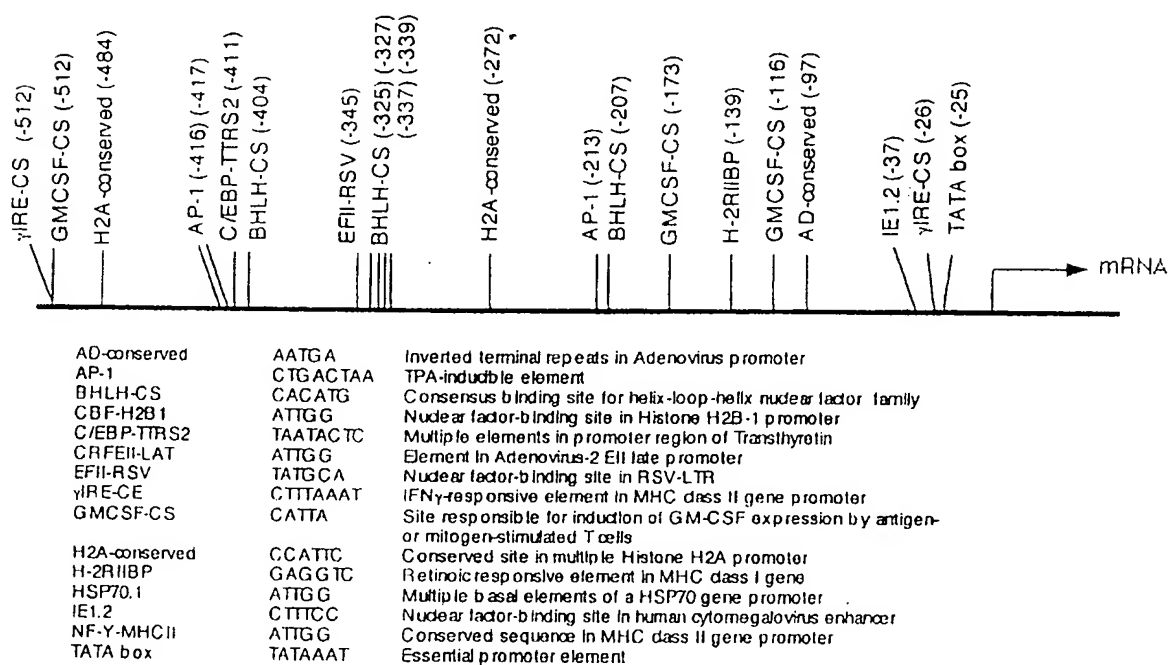 γIRE-CS (-512)
GMCSF-CS (-512)
H2A-conserved (-484)
AP-1 (-416) (-417)
C/EBP-TTRS2 (-411)
BHLH-CS (-404)
EFII-RSV (-345)
BHLH-CS (-325) (-327)
(-337) (-339)
H2A-conserved (-272)
AP-1 (-213)
BHLH-CS (-207)
GMCSF-CS (-173)
H-2RIIBP (-139)
GMCSF-CS (-116)
AD-conserved (-97)
IE1.2 (-37)
γIRE-CS (-26)
TATA box (-25)
mRNA
AD-conserved AATGA Inverted terminal repeats in Adenovirus promoter
AP-1 CTGACTAA TPA-inducible element
BHLH-CS CACATG Consensus binding site for helix-loop-helix nuclear factor family
CBF-H2B1 ATTGG Nuclear factor-binding site in Histone H2B-1 promoter
C/EBP-TTRS2 TAATACTC Multiple elements in promoter region of Transthyretin
CRFEII-LAT ATTGG Element in Adenovirus-2 EII late promoter
EFII-RSV TATGCA Nuclear factor-binding site in RSV-LTR
γIRE-CE CTTTAAAT IFNγ-responsive element in MHC class II gene promoter
GMCSF-CS CATTA Site responsible for induction of GM-CSF expression by antigen-
or mitogen-stimulated T cells
H2A-conserved CCATTC Conserved site in multiple Histone H2A promoter
H-2RIIBP GAGGTC Retinoic responsive element in MHC class I gene
HSP70.1 ATTGG Multiple basal elements of a HSP70 gene promoter
IE1.2 CTTTCC Nuclear factor-binding site in human cytomegalovirus enhancer
NF-Y-MHCII ATTGG Conserved sequence in MHC class II gene promoter
TATA box TATAAAT Essential promoter element